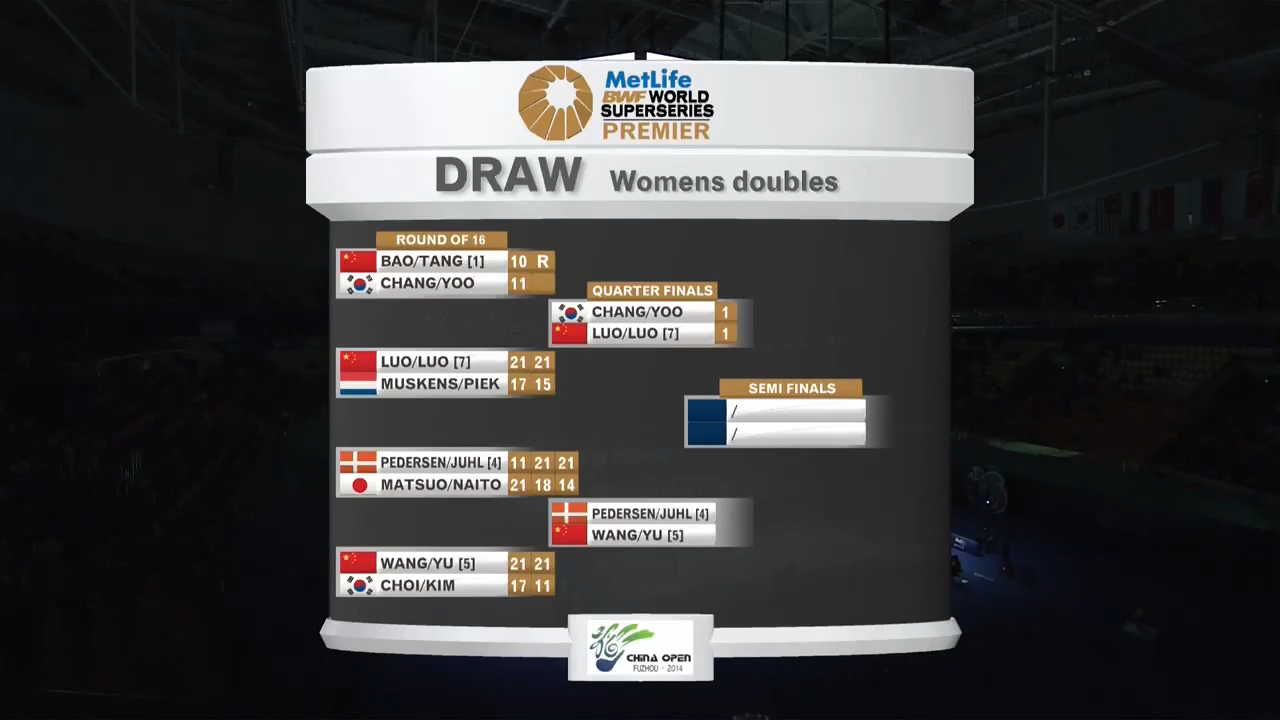 MetLife
BWF WORLD
SUPERSERIES
PREMIER
DRAW Womens doubles
ROUND OF 16
BAO/TANG [1] 10 R
CHANG/YOO 11
QUARTER FINALS
CHANG/YOO 1
LUO/LUO [7] 1
LUO/LUO [7] 21 21
MUSKENS/PIEK 17 15
SEMI FINALS
/
/
PEDERSEN/JUHL [4] 11 21 21
MATSUO/NAITO 21 18 14
PEDERSEN/JUHL [4]
WANG/YU [5]
WANG/YU [5] 21 21
CHOI/KIM 17 11
CHINA OPEN
FUZHOU · 2014